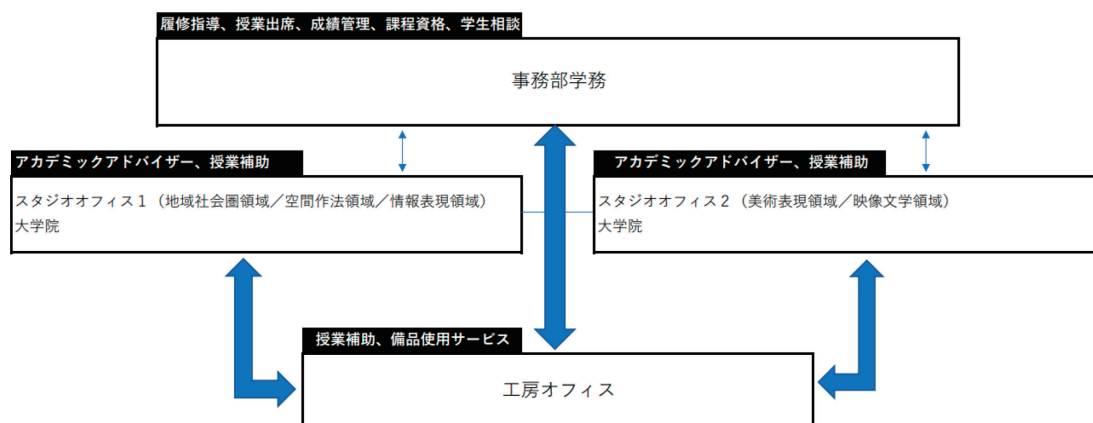 履修指導、授業出席、成績管理、課程資格、学生相談
事務部学務
アカデミックアドバイザー、授業補助
スタジオオフィス１（地域社会圏領域／空間作法領域／情報表現領域）
大学院
アカデミックアドバイザー、授業補助
スタジオオフィス２（美術表現領域／映像文学領域）
大学院
授業補助、備品使用サービス
工房オフィス